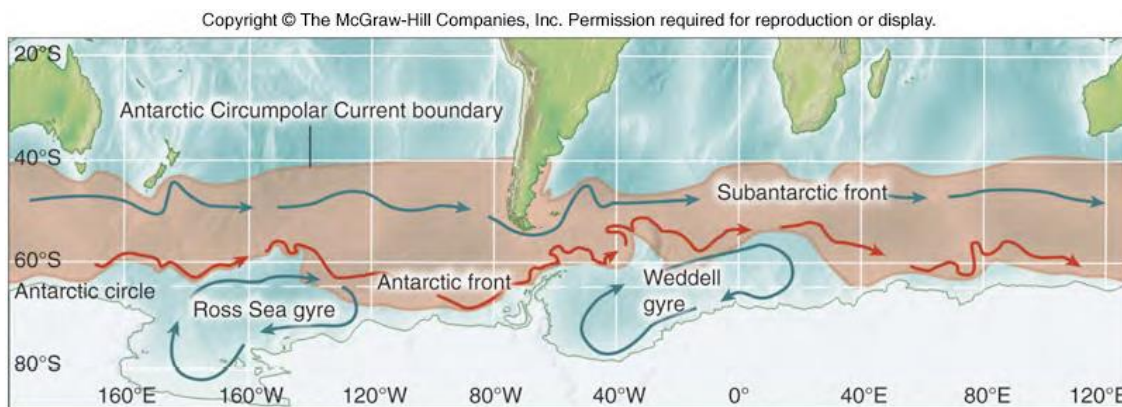 Copyright © The McGraw-Hill Companies, Inc. Permission required for reproduction or display.
20°S
Antarctic Circumpolar Current boundary
40°S
Subantarctic front
60°S
Antarctic circle
Ross Sea gyre
Antarctic front
Weddell
gyre
80°S
160°E 160°W 120°W 80°W 40°W 0° 40°E 80°E 120°E